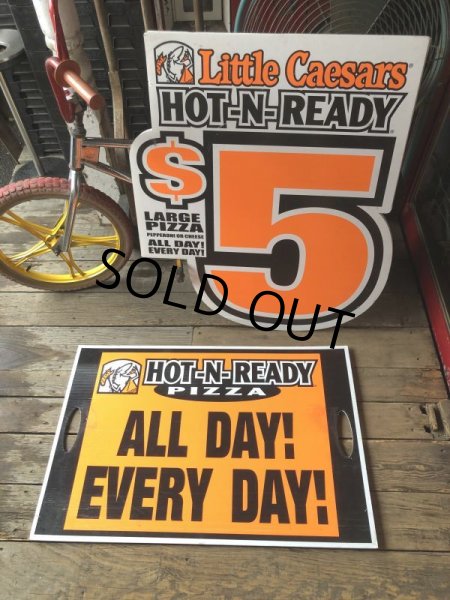 Little Caesars
HOT-N-READY
$5
LARGE
PIZZA
PEPPERONI OR CHEESE
ALL DAY!
EVERY DAY!
SOLD OUT
HOT-N-READY
PIZZA
ALL DAY!
EVERY DAY!